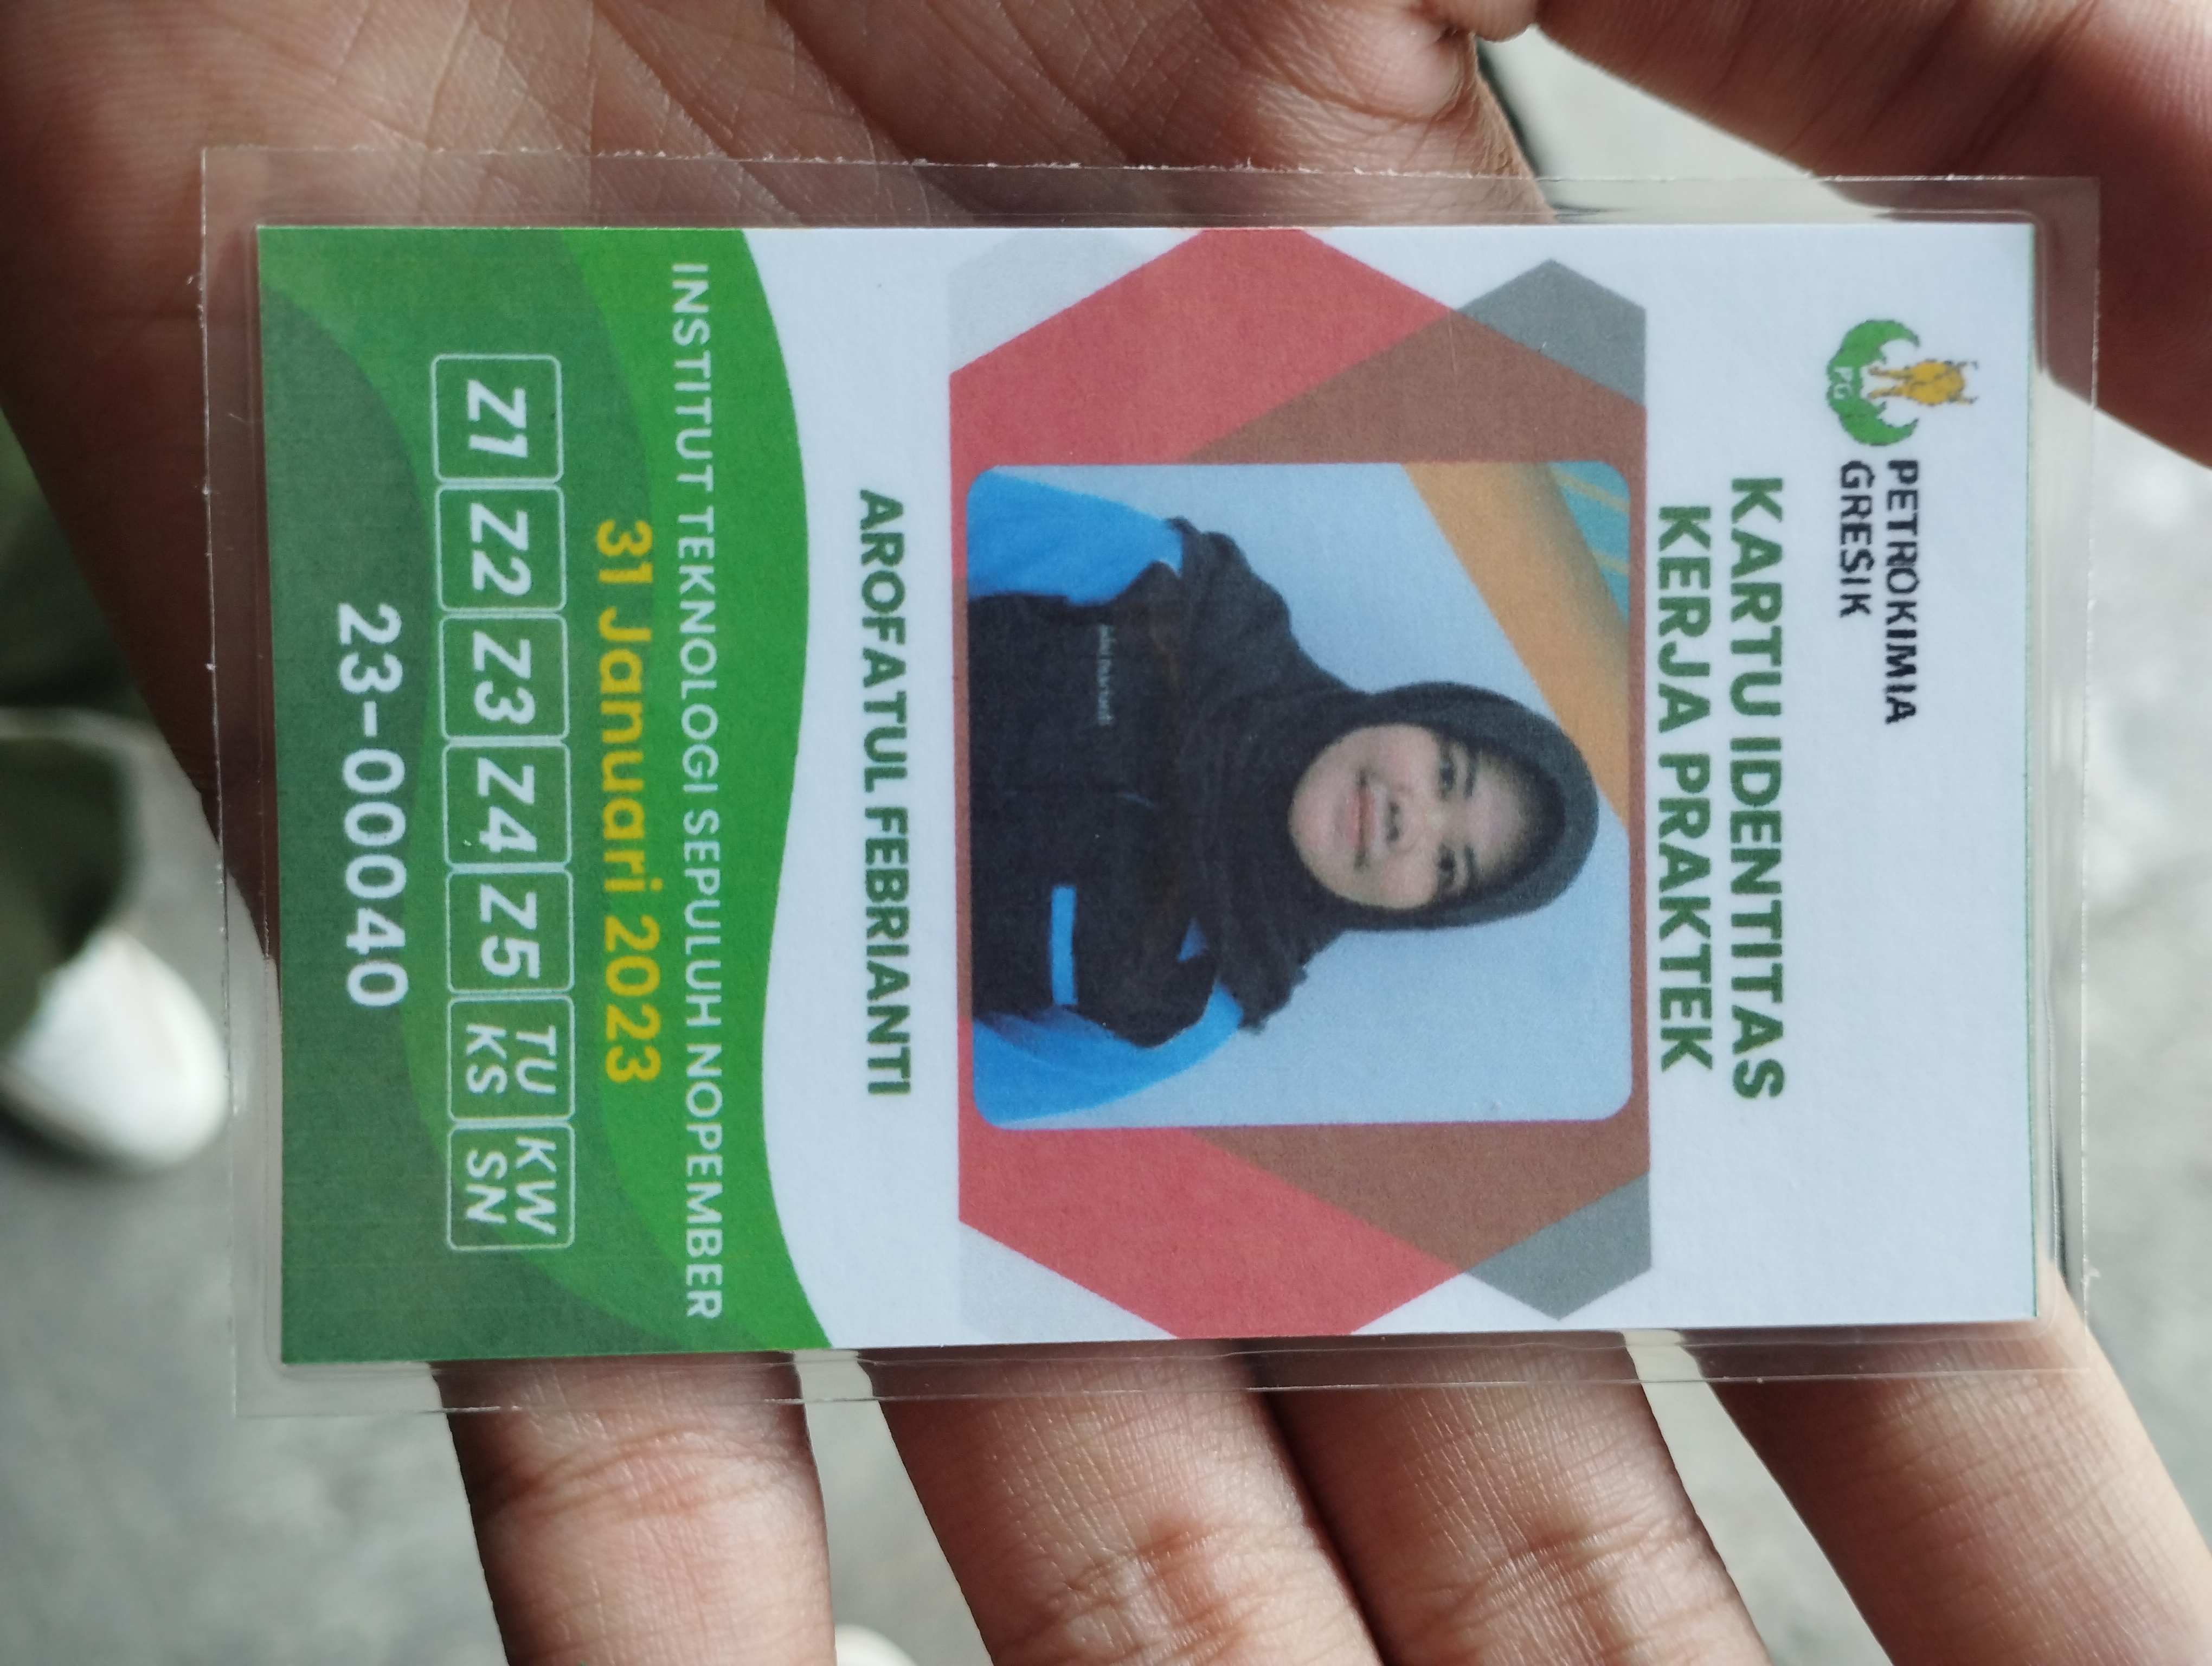 PETROKIMIA
GRESIK
PG
KARTU IDENTITAS
KERJA PRAKTEK
AROFATUL FEBRIANTI
INSTITUT TEKNOLOGI SEPULUH NOPEMBER
31 Januari 2023
Z1 Z2 Z3 Z4 Z5 TU KS KW SN
23-00040